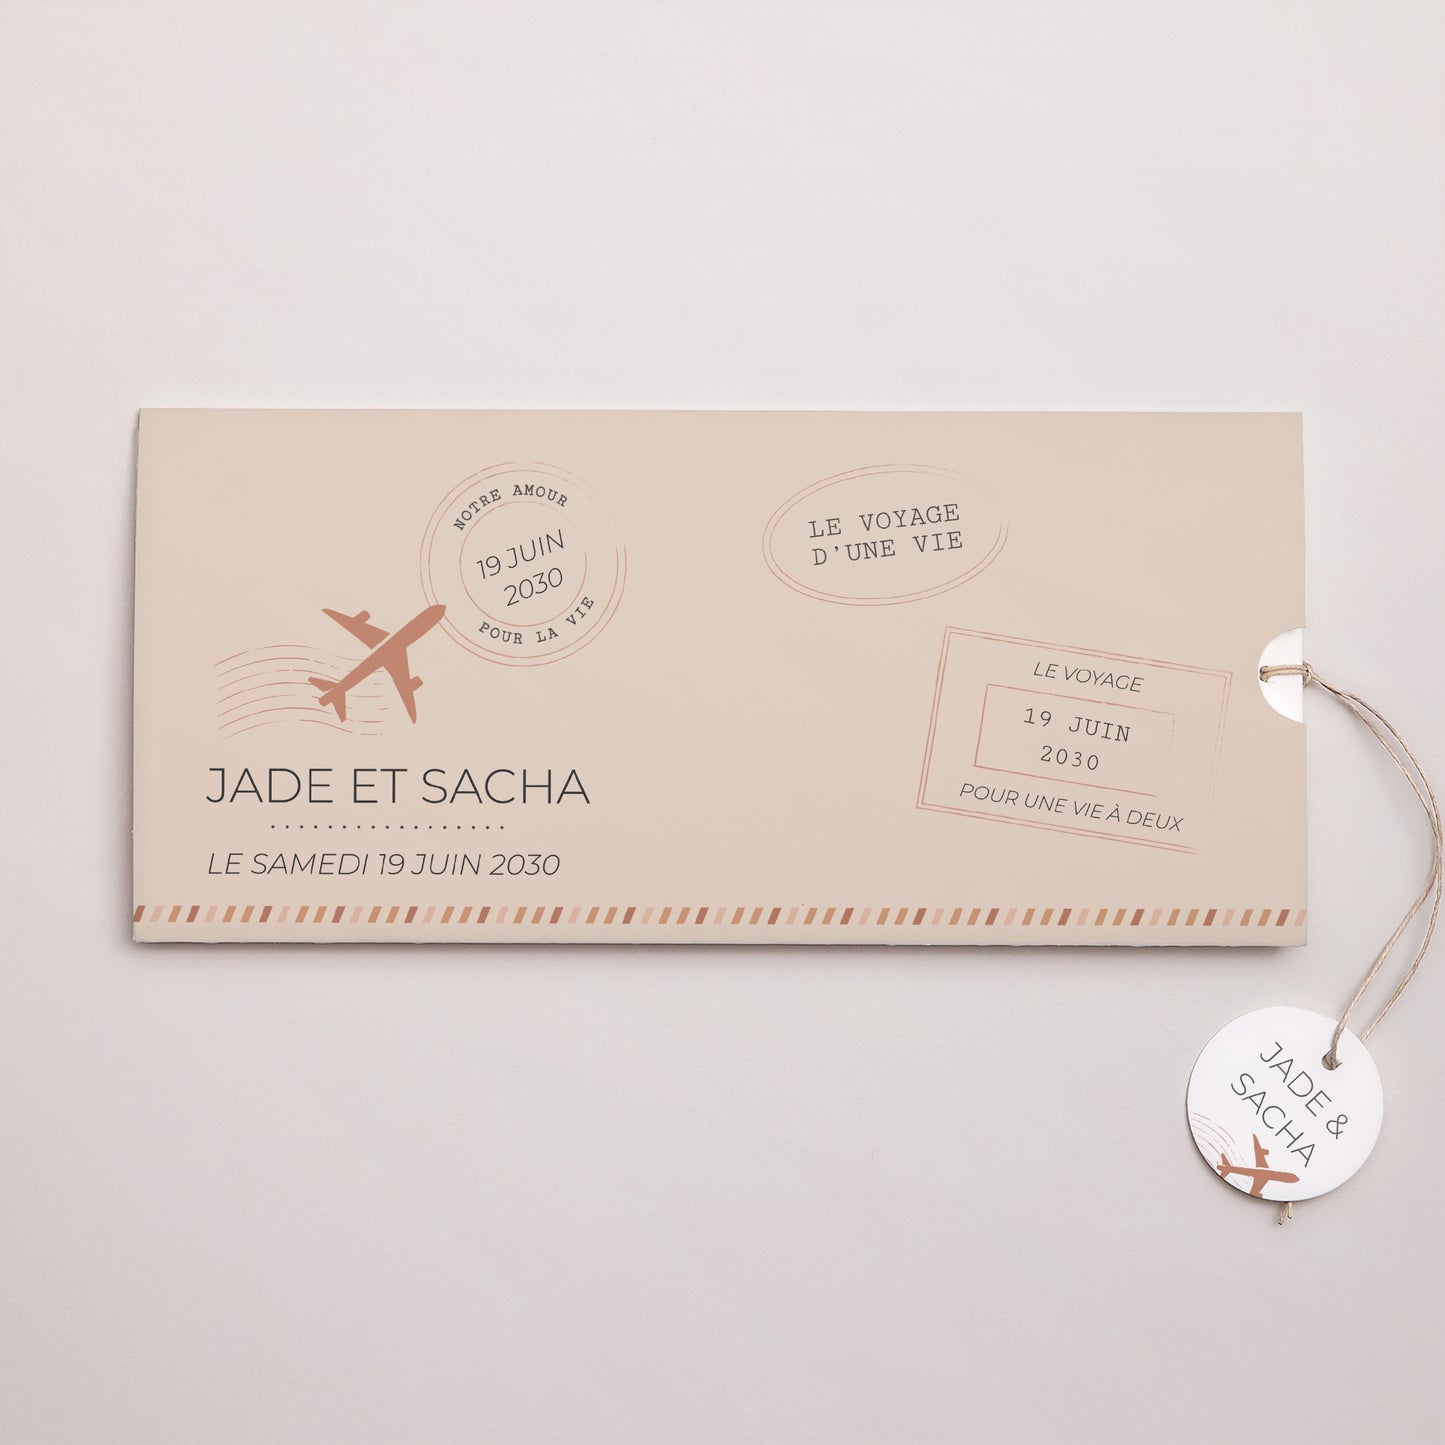 NOTRE AMOUR
19 JUIN
2030
POUR LA VIE
LE VOYAGE
D'UNE VIE
LE VOYAGE
19 JUIN
2030
POUR UNE VIE À DEUX
JADE ET SACHA
LE SAMEDI 19 JUIN 2030
JADE &
SACHA